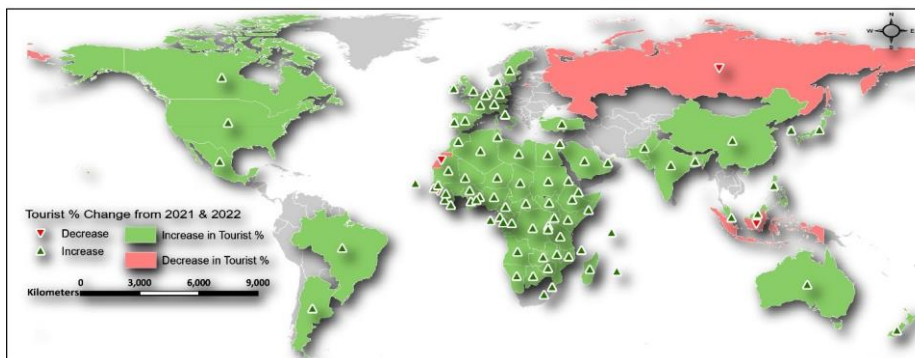 N
W E
S
Tourist % Change from 2021 & 2022
Decrease
Increase
Increase in Tourist %
Decrease in Tourist %
Kilometers
0 3,000 6,000 9,000